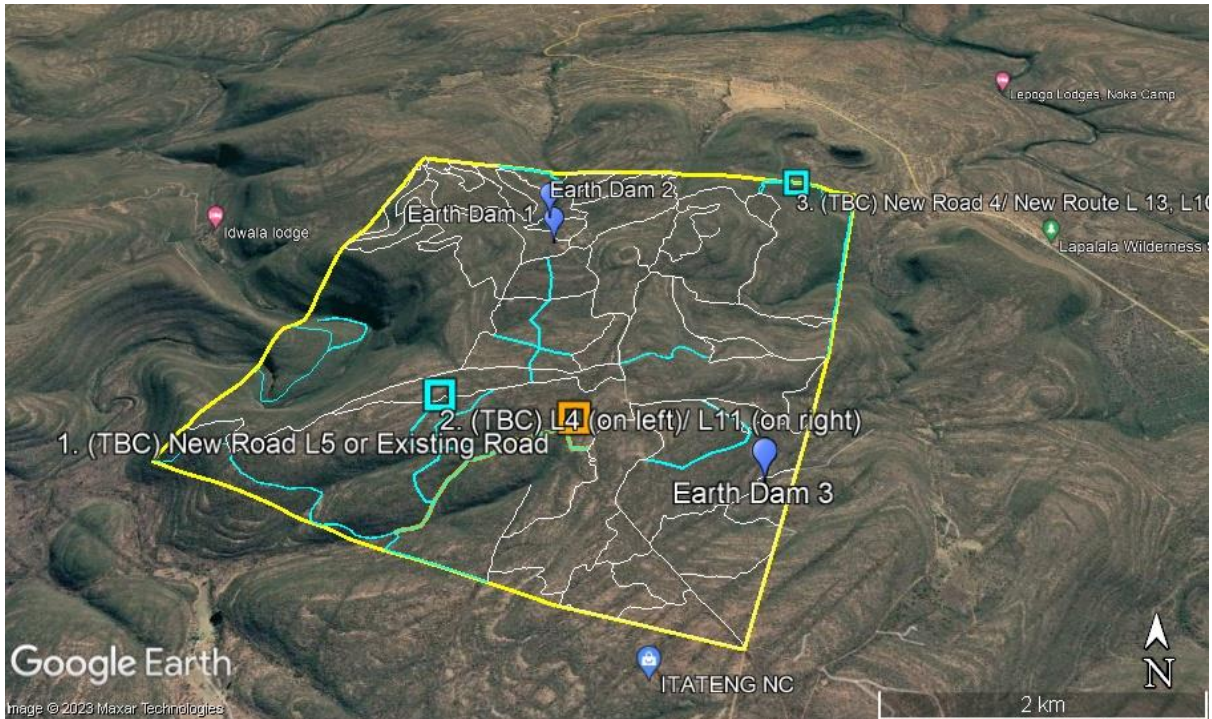 Lepogo Lodges, Noka Camp
Earth Dam 2
3. (TBC) New Road 4/ New Route L 13, L10
Earth Dam 1
Idwala lodge
Lapalala Wilderness S
2. (TBC) L4 (on left)/ L11 (on right)
1. (TBC) New Road L5 or Existing Road
Earth Dam 3
Google Earth
ITATENG NC
N
2 km
Image © 2023 Maxar Technologies